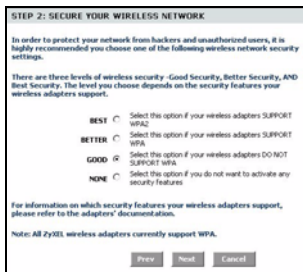 STEP 2: SECURE YOUR WIRELESS NETWORK
In order to protect your network from hackers and unauthorized users, it is
highly recommended you choose one of the following wireless network security
settings.
There are three levels of wireless security -Good Security, Better Security, AND
Best Security. The level you choose depends on the security features your
wireless adapters support.
BEST Select this option if your wireless adapters SUPPORT
WPA2
BETTER Select this option if your wireless adapters SUPPORT
WPA
GOOD Select this option if your wireless adapters DO NOT
SUPPORT WPA
NONE Select this option if you do not want to activate any
security features
For information on which security features your wireless adapters support,
please refer to the adapters' documentation.
Note: All ZyXEL wireless adapters currently support WPA.
Prev Next Cancel